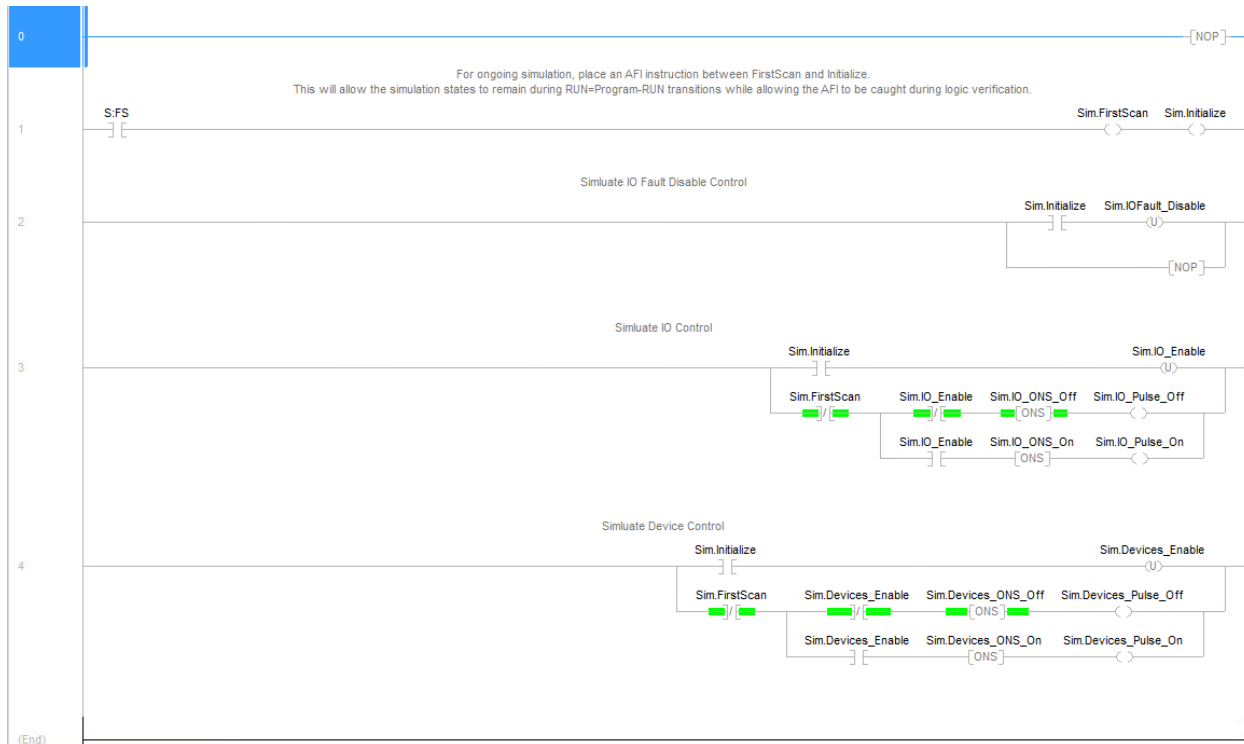 0
NOP
For ongoing simulation, place an AFI instruction between FirstScan and Initialize.
This will allow the simulation states to remain during RUN=Program-RUN transitions while allowing the AFI to be caught during logic verification.
S:FS Sim.FirstScan Sim.Initialize
1
Simluate IO Fault Disable Control
Sim.Initialize Sim.IOFault_Disable
2 U
NOP
Simluate IO Control
Sim.Initialize Sim.IO_Enable
3 U
Sim.FirstScan Sim.IO_Enable Sim.IO_ONS_Off Sim.IO_Pulse_Off
ONS
Sim.IO_Enable Sim.IO_ONS_On Sim.IO_Pulse_On
ONS
Simluate Device Control
Sim.Initialize Sim.Devices_Enable
4 U
Sim.FirstScan Sim.Devices_Enable Sim.Devices_ONS_Off Sim.Devices_Pulse_Off
ONS
Sim.Devices_Enable Sim.Devices_ONS_On Sim.Devices_Pulse_On
ONS
(End)